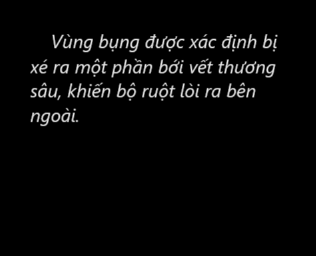 Vùng bụng được xác định bị
xé ra một phần bới vết thương
sâu, khiến bộ ruột lòi ra bên
ngoài.